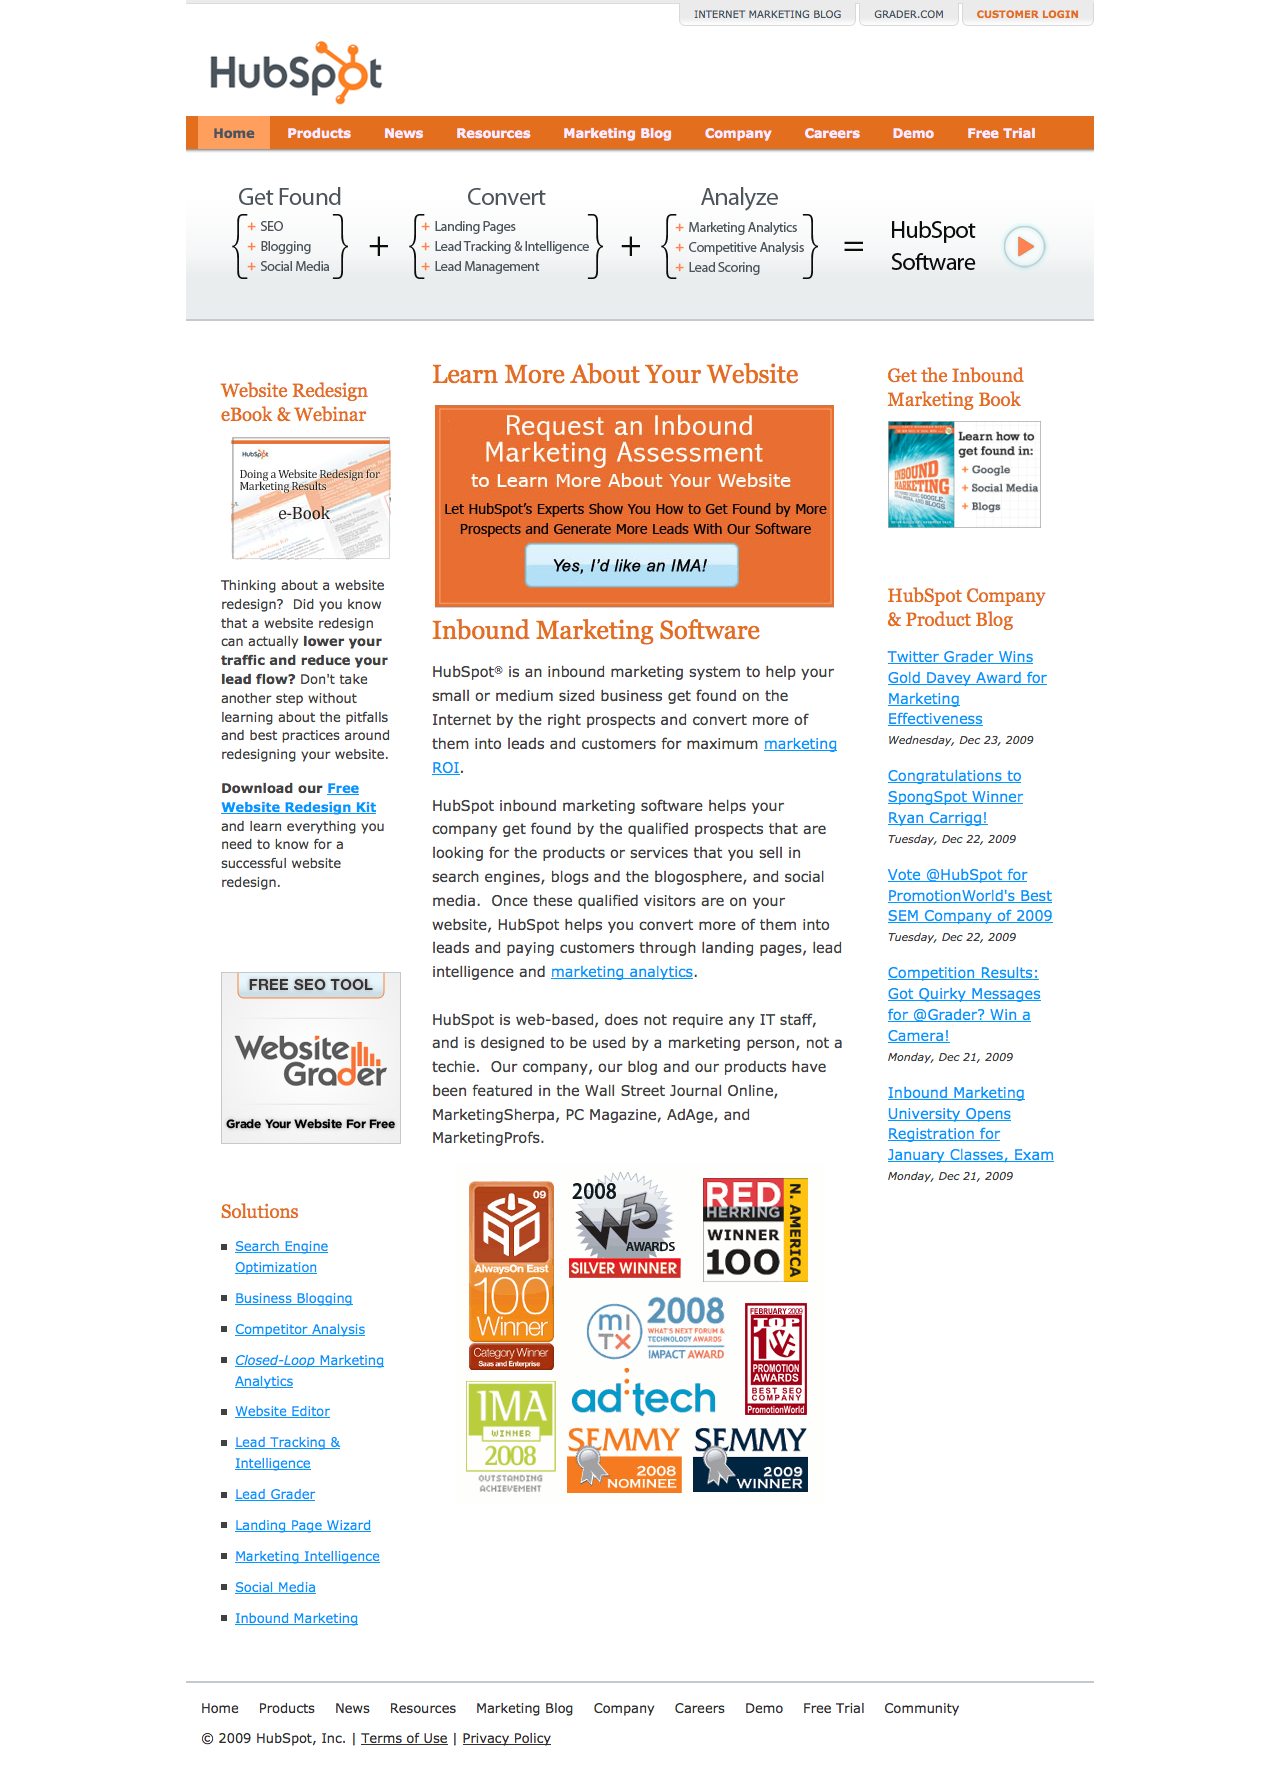 INTERNET MARKETING BLOG
GRADER.COM
CUSTOMER LOGIN
HubSpot
Home
Products
News
Resources
Marketing Blog
Company
Careers
Demo
Free Trial
Get Found
+ SEO
+ Blogging
+ Social Media
+
Convert
+ Landing Pages
+ Lead Tracking & Intelligence
+ Lead Management
+
Analyze
+ Marketing Analytics
+ Competitive Analysis
+ Lead Scoring
=
HubSpot
Software
Website Redesign
eBook & Webinar
HubSpot
Doing a Website Redesign for
Marketing Results
e-Book
Thinking about a website
redesign?  Did you know
that a website redesign
can actually lower your
traffic and reduce your
lead flow? Don't take
another step without
learning about the pitfalls
and best practices around
redesigning your website.
Download our Free
Website Redesign Kit
and learn everything you
need to know for a
successful website
redesign.
FREE SEO TOOL
Website
Grader
Grade Your Website For Free
Solutions
Search Engine
Optimization
Business Blogging
Competitor Analysis
Closed-Loop Marketing
Analytics
Website Editor
Lead Tracking &
Intelligence
Lead Grader
Landing Page Wizard
Marketing Intelligence
Social Media
Inbound Marketing
Learn More About Your Website
Request an Inbound
Marketing Assessment
to Learn More About Your Website
Let HubSpot's Experts Show You How to Get Found by More
Prospects and Generate More Leads With Our Software
Yes, I'd like an IMA!
Inbound Marketing Software
HubSpot® is an inbound marketing system to help your
small or medium sized business get found on the
Internet by the right prospects and convert more of
them into leads and customers for maximum marketing
ROI.
HubSpot inbound marketing software helps your
company get found by the qualified prospects that are
looking for the products or services that you sell in
search engines, blogs and the blogosphere, and social
media.  Once these qualified visitors are on your
website, HubSpot helps you convert more of them into
leads and paying customers through landing pages, lead
intelligence and marketing analytics.
HubSpot is web-based, does not require any IT staff,
and is designed to be used by a marketing person, not a
techie.  Our company, our blog and our products have
been featured in the Wall Street Journal Online,
MarketingSherpa, PC Magazine, AdAge, and
MarketingProfs.
09
AlwaysOn East
100
Winner
Category Winner
Saas and Enterprise
2008
W3
AWARDS
SILVER WINNER
RED
HERRING
WINNER
100
N. AMERICA
miTX
2008
WHAT'S NEXT FORUM &
TECHNOLOGY AWARDS
IMPACT AWARD
FEBRUARY 2009
TOP
PROMOTION
AWARDS
BEST SEO
COMPANY
PromotionWorld
IMA
WINNER
2008
OUTSTANDING
ACHIEVEMENT
ad:tech
SEMMY
2008
NOMINEE
SEMMY
2009
WINNER
Get the Inbound
Marketing Book
INBOUND
MARKETING
Learn how to
get found in:
+ Google
+ Social Media
+ Blogs
HubSpot Company
& Product Blog
Twitter Grader Wins
Gold Davey Award for
Marketing
Effectiveness
Wednesday, Dec 23, 2009
Congratulations to
SpongSpot Winner
Ryan Carrigg!
Tuesday, Dec 22, 2009
Vote @HubSpot for
PromotionWorld's Best
SEM Company of 2009
Tuesday, Dec 22, 2009
Competition Results:
Got Quirky Messages
for @Grader? Win a
Camera!
Monday, Dec 21, 2009
Inbound Marketing
University Opens
Registration for
January Classes, Exam
Monday, Dec 21, 2009
Home
Products
News
Resources
Marketing Blog
Company
Careers
Demo
Free Trial
Community
© 2009 HubSpot, Inc. | Terms of Use | Privacy Policy